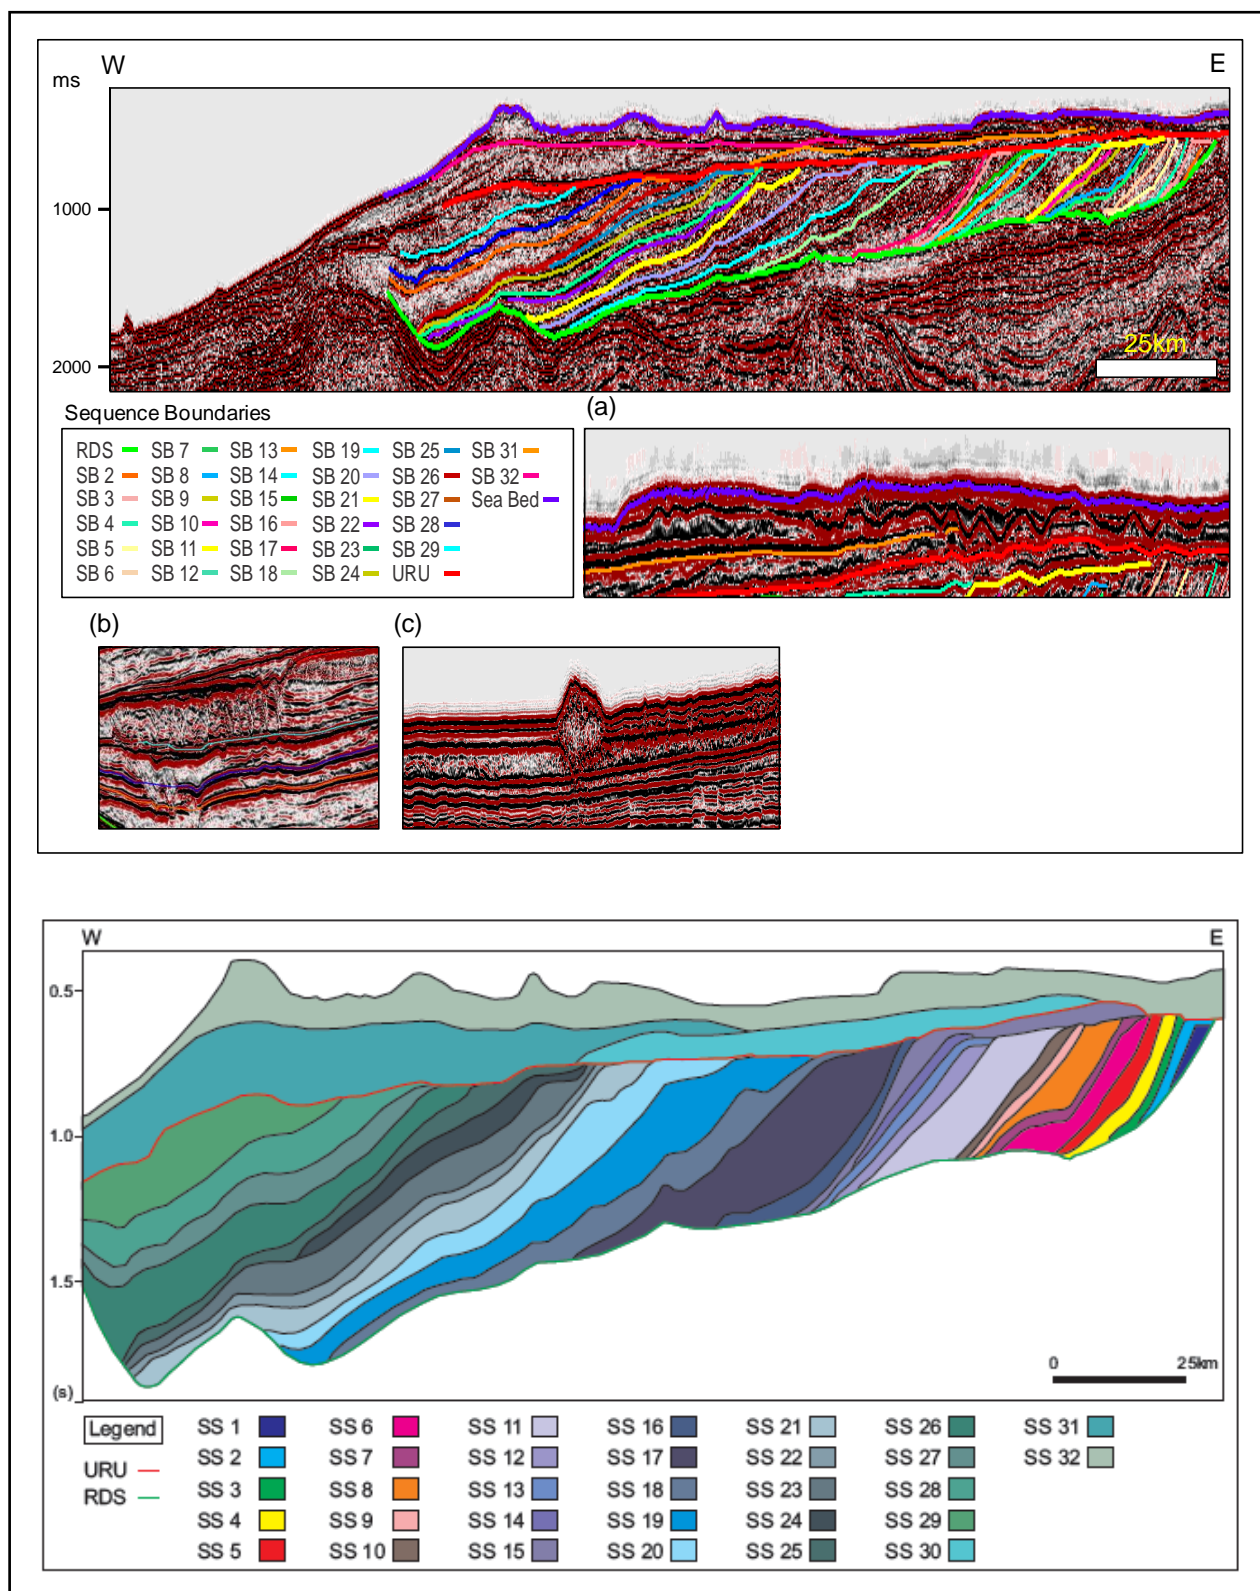 W E
ms
1000
2000
25km
(a)
Sequence Boundaries
RDS SB 7 SB 13 SB 19 SB 25 SB 31
SB 2 SB 8 SB 14 SB 20 SB 26 SB 32
SB 3 SB 9 SB 15 SB 21 SB 27 Sea Bed
SB 4 SB 10 SB 16 SB 22 SB 28
SB 5 SB 11 SB 17 SB 23 SB 29
SB 6 SB 12 SB 18 SB 24 URU
(b) (c)
W E
0.5
1.0
1.5
(s)
0 25km
Legend SS 1 SS 6 SS 11 SS 16 SS 21 SS 26 SS 31
URU SS 2 SS 7 SS 12 SS 17 SS 22 SS 27 SS 32
RDS SS 3 SS 8 SS 13 SS 18 SS 23 SS 28
SS 4 SS 9 SS 14 SS 19 SS 24 SS 29
SS 5 SS 10 SS 15 SS 20 SS 25 SS 30